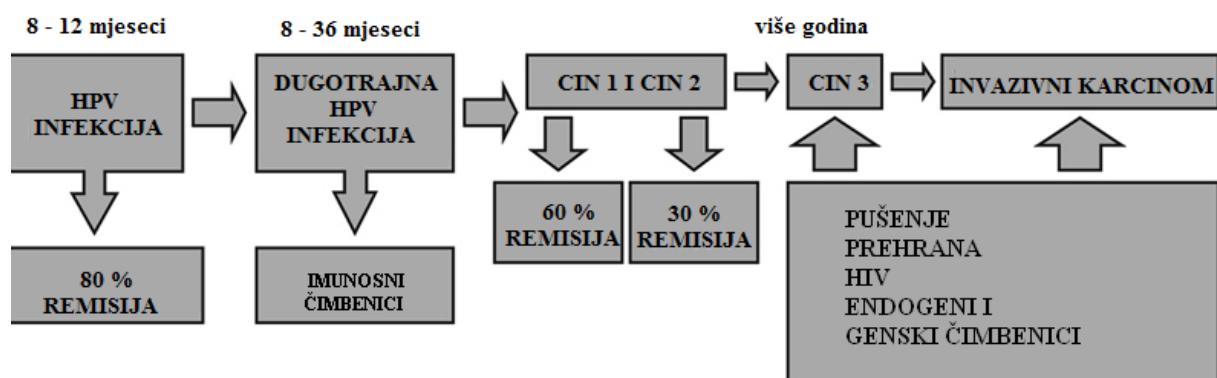 8 - 12 mjeseci
8 - 36 mjeseci
više godina
HPV
INFEKCIJA
DUGOTRAJNA
HPV
INFEKCIJA
CIN 1 I CIN 2
CIN 3
INVAZIVNI KARCINOM
80 %
REMISIJA
IMUNOSNI
ČIMBENICI
60 %
REMISIJA
30 %
REMISIJA
PUŠENJE
PREHRANA
HIV
ENDOGENI I
GENSKI ČIMBENICI